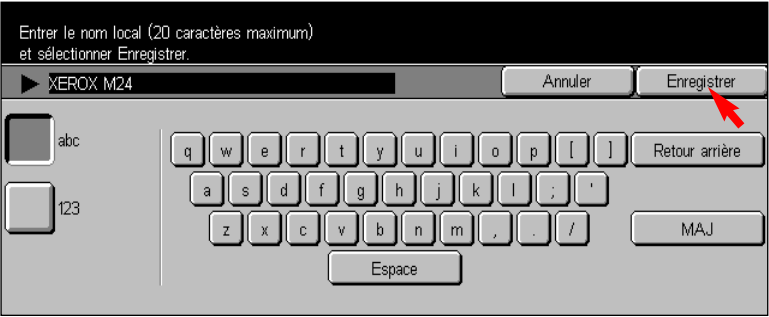 Entrer le nom local (20 caractères maximum)
et sélectionner Enregistrer.
XEROX M24 Annuler Enregistrer
abc
q w e r t y u i o p [ ] Retour arrière
a s d f g h j k l ; '
123
z x c v b n m , . / MAJ
Espace